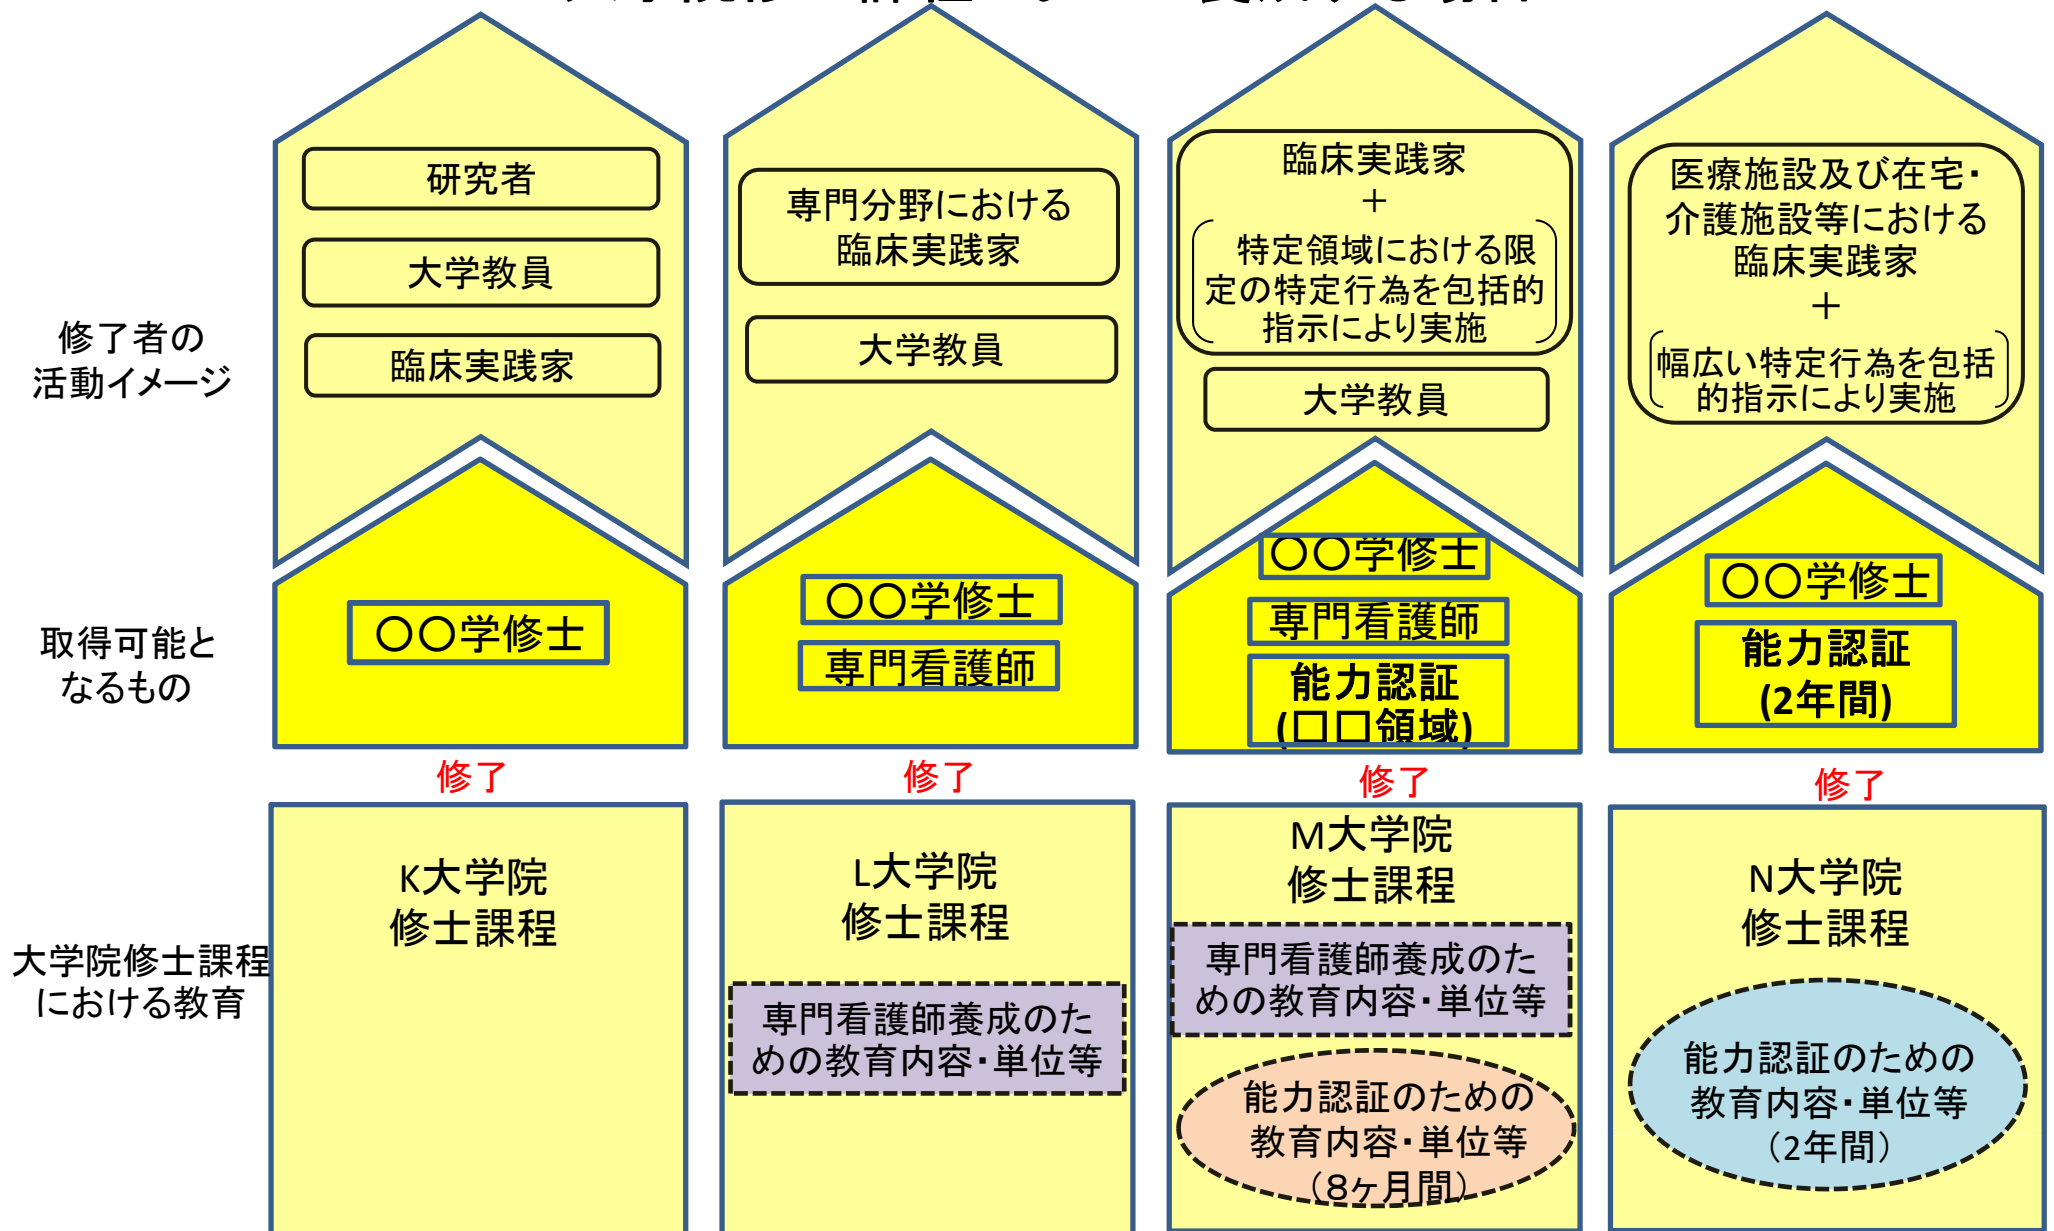 修了者の
活動イメージ
研究者
大学教員
臨床実践家
専門分野における
臨床実践家
大学教員
臨床実践家
＋
特定領域における限
定の特定行為を包括的
指示により実施
大学教員
医療施設及び在宅・
介護施設等における
臨床実践家
＋
幅広い特定行為を包括
的指示により実施
取得可能と
なるもの
〇〇学修士
〇〇学修士
専門看護師
〇〇学修士
専門看護師
能力認証
(□□領域)
〇〇学修士
能力認証
(2年間)
修了
修了
修了
修了
大学院修士課程
における教育
K大学院
修士課程
L大学院
修士課程
専門看護師養成のた
めの教育内容・単位等
M大学院
修士課程
専門看護師養成のた
めの教育内容・単位等
能力認証のための
教育内容・単位等
（8ヶ月間）
N大学院
修士課程
能力認証のための
教育内容・単位等
（2年間）